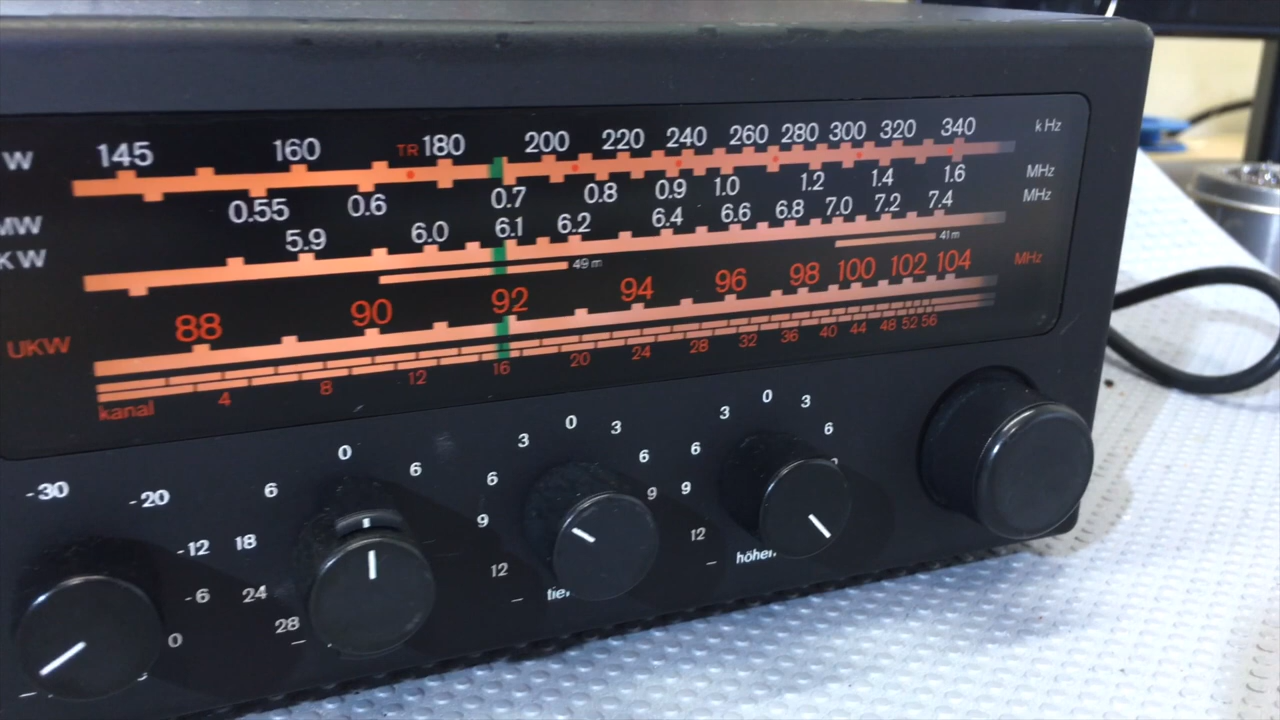 W 145 160 TR 180 200 220 240 260 280 300 320 340 kHz
MW 0.55 0.6 0.7 0.8 0.9 1.0 1.2 1.4 1.6 MHz
KW 5.9 6.0 6.1 6.2 6.4 6.6 6.8 7.0 7.2 7.4 MHz
49 m 41 m
UKW 88 90 92 94 96 98 100 102 104 MHz
kanal 4 8 12 16 20 24 28 32 36 40 44 48 52 56
-30 -20 -12 -6 0
28 24 18 6 0 6
12 9 6 3 0 3 6 9
tief
12 9 6 3 0 3 6
höhen